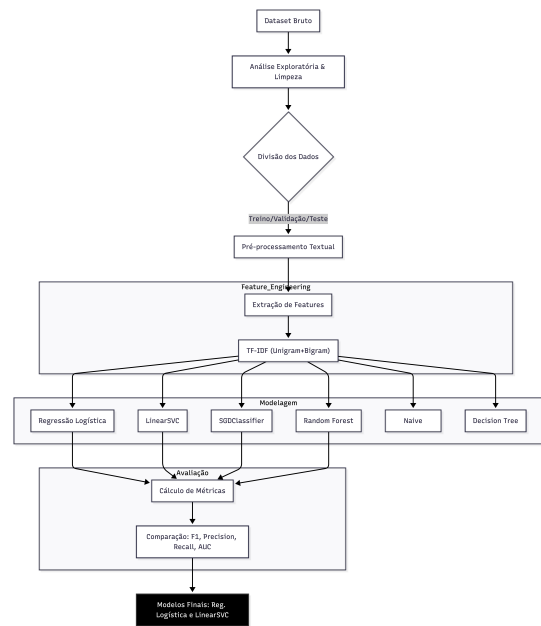 Dataset Bruto
Análise Exploratória &
Limpeza
Divisão dos Dados
Treino/Validação/Teste
Pré-processamento Textual
Feature_Engineering
Extração de Features
TF-IDF (Unigram+Bigram)
Modelagem
Regressão Logística
LinearSVC
SGDClassifier
Random Forest
Naive
Decision Tree
Avaliação
Cálculo de Métricas
Comparação: F1, Precision,
Recall, AUC
Modelos Finais: Reg.
Logística e LinearSVC